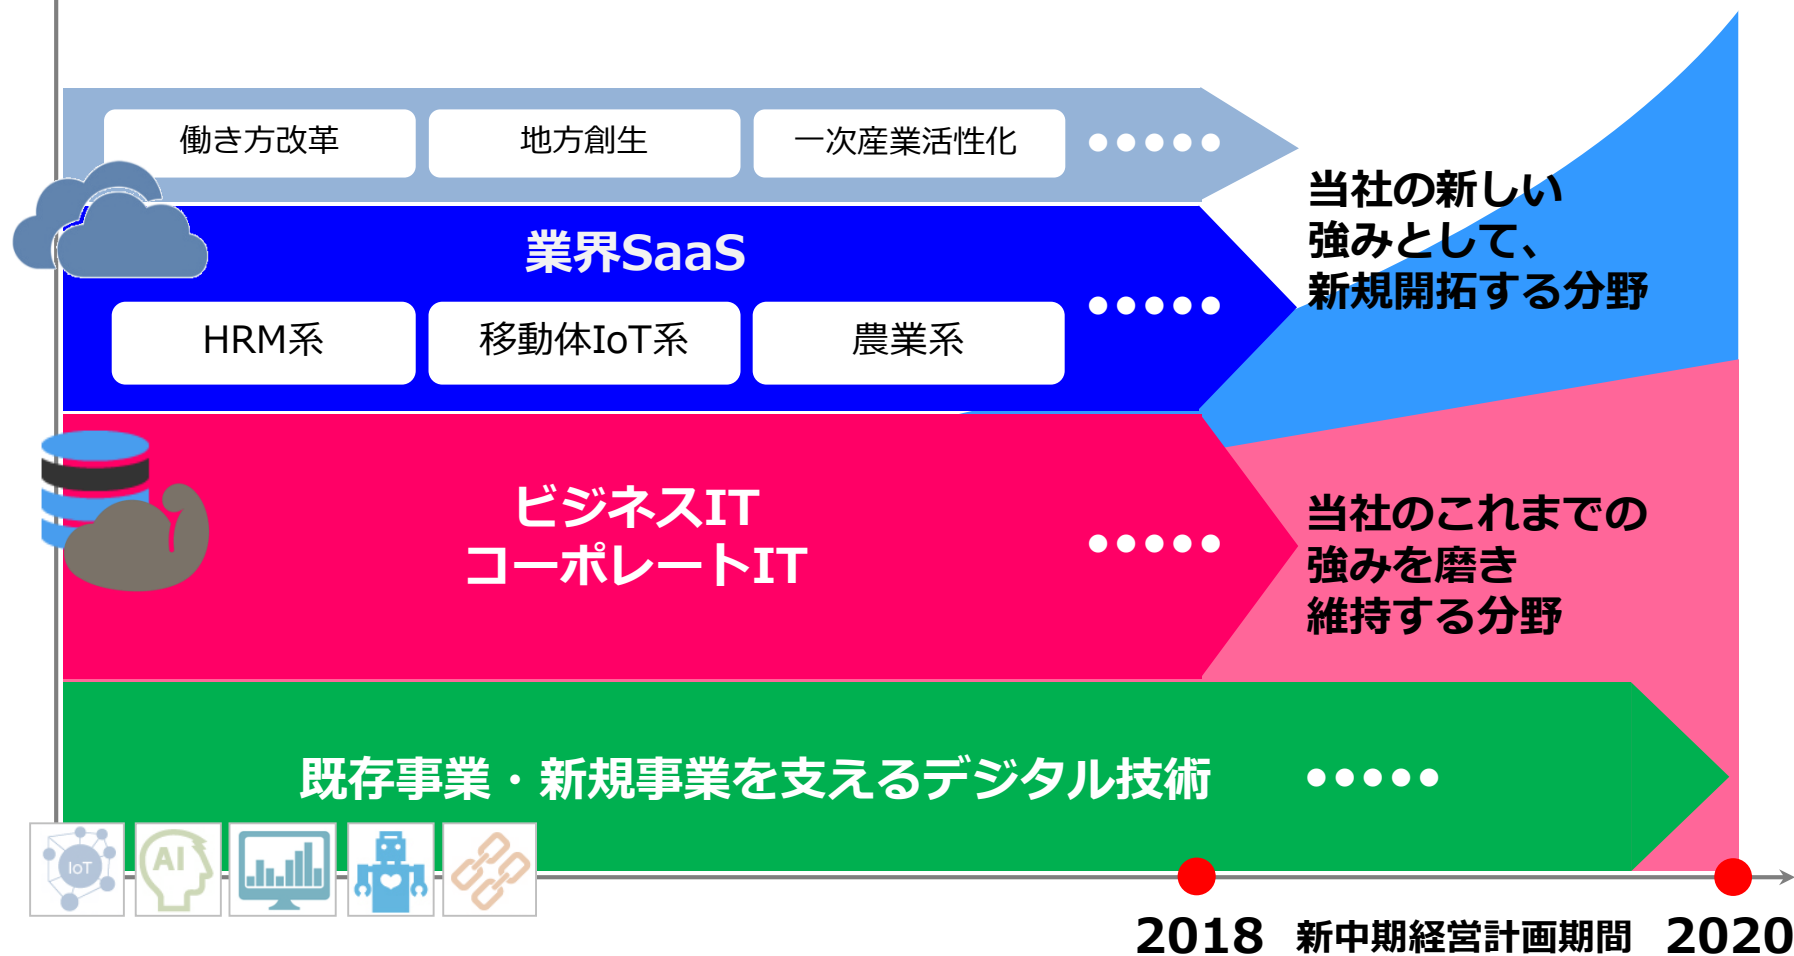 働き方改革
地方創生
一次産業活性化
●●●●●
業界SaaS
HRM系
移動体IoT系
農業系
●●●●●
当社の新しい
強みとして、
新規開拓する分野
ビジネスIT
コーポレートIT
●●●●●
当社のこれまでの
強みを磨き
維持する分野
既存事業・新規事業を支えるデジタル技術
●●●●●
IoT
AI
2018
新中期経営計画期間
2020